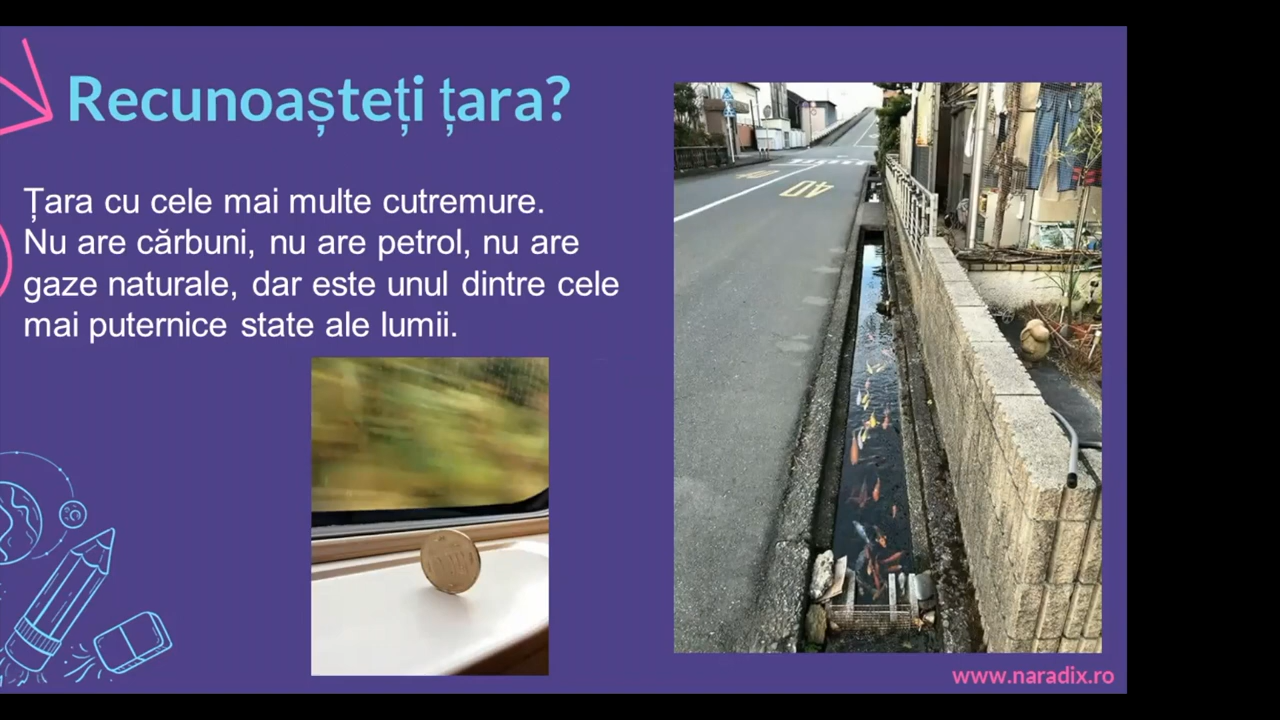 Recunoașteți țara?
Țara cu cele mai multe cutremure.
Nu are cărbuni, nu are petrol, nu are
gaze naturale, dar este unul dintre cele
mai puternice state ale lumii.
40
40
www.naradix.ro